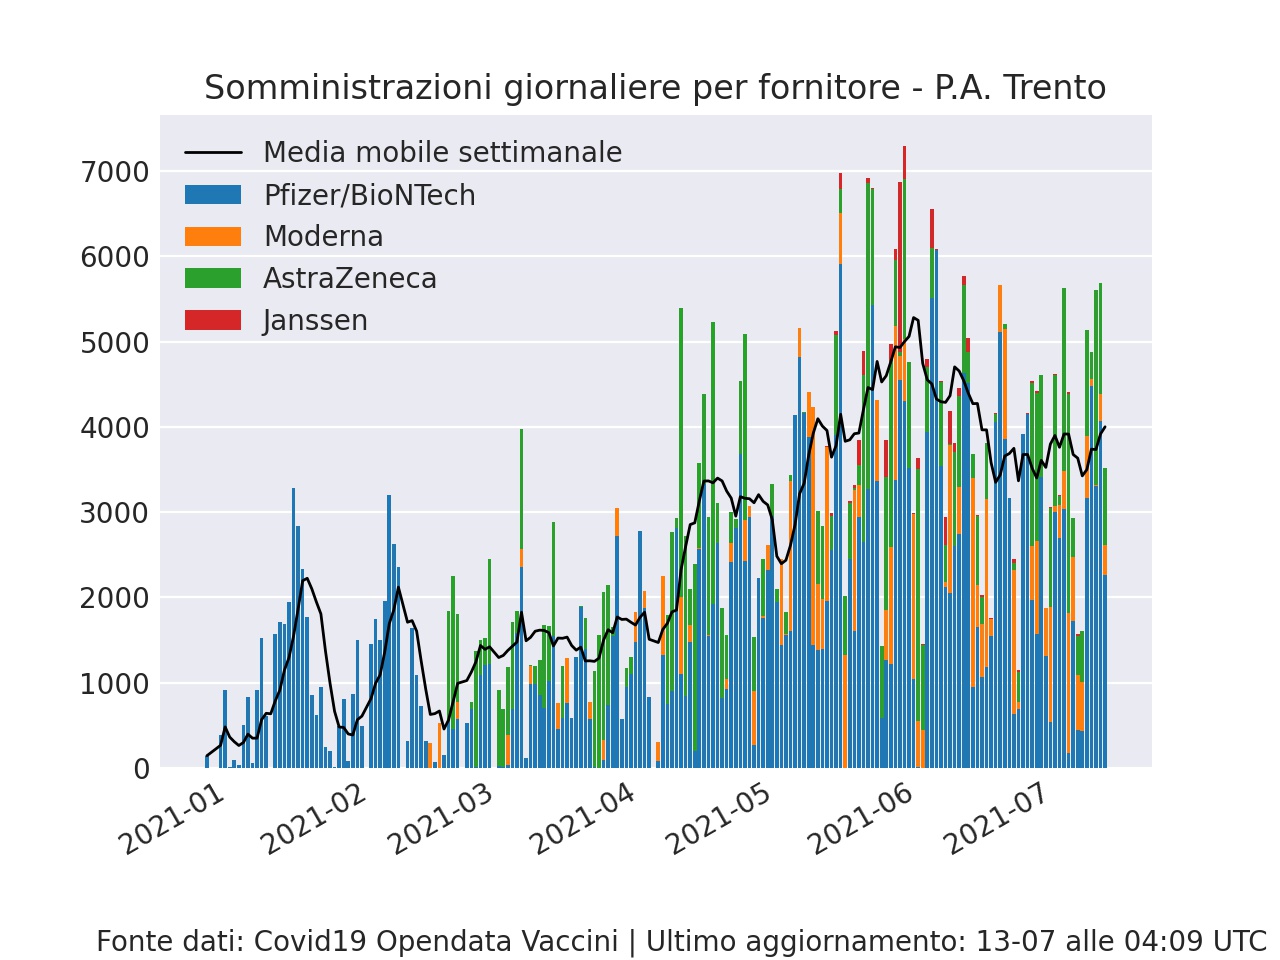 Somministrazioni giornaliere per fornitore - P.A. Trento
Media mobile settimanale
Pfizer/BioNTech
Moderna
AstraZeneca
Janssen
7000
6000
5000
4000
3000
2000
1000
0
2021-01
2021-02
2021-03
2021-04
2021-05
2021-06
2021-07
Fonte dati: Covid19 Opendata Vaccini | Ultimo aggiornamento: 13-07 alle 04:09 UTC